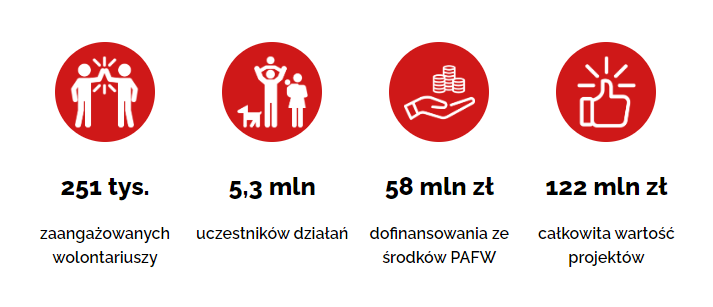 251 tys.
zaangażowanych
wolontariuszy
5,3 mln
uczestników działań
58 mln zł
dofinansowania ze
środków PAFW
122 mln zł
całkowita wartość
projektów